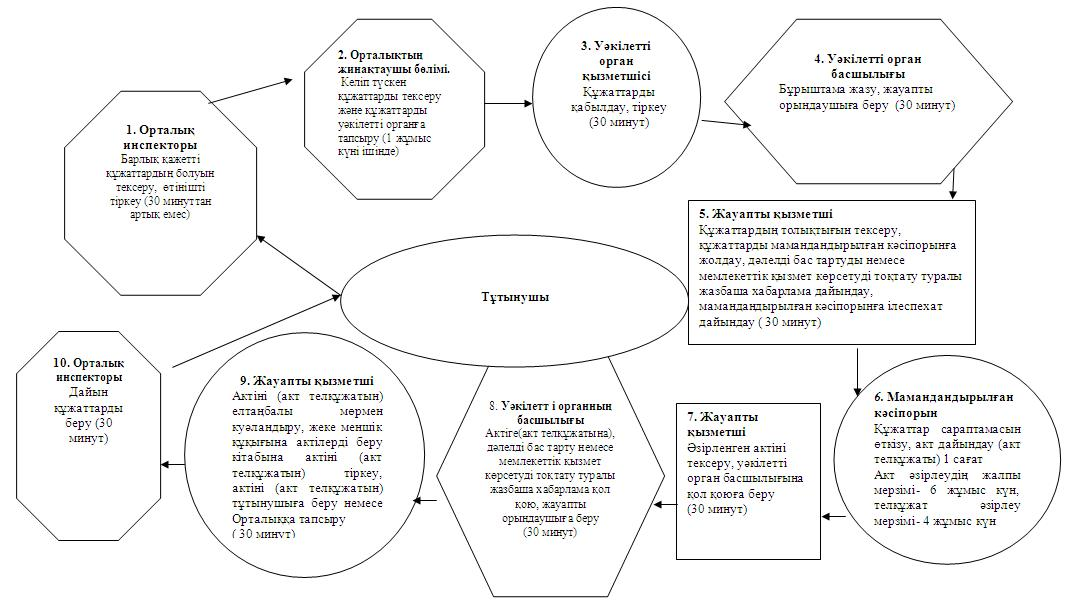 1. Орталық
инспекторы
Барлық қажетті
құжаттардың болуын
тексеру, өтінішті
тіркеу (30 минуттан
артық емес)
2. Орталықтың
жинақтаушы бөлімі.
Келіп түскен
құжаттарды тексеру
және құжаттарды
уәкілетті органға
тапсыру (1 жұмыс
күні ішінде)
3. Уәкілетті
орган
қызметшісі
Құжаттарды
қабылдау, тіркеу
(30 минут)
4. Уәкілетті орган
басшылығы
Бұрыштама жазу, жауапты
орындаушыға беру (30 минут)
5. Жауапты қызметші
Құжаттардың толықтығын тексеру,
құжаттарды мамандандырылған кәсіпорынға
жолдау, дәлелді бас тартуды немесе
мемлекеттік қызмет көрсетуді тоқтату туралы
жазбаша хабарлама дайындау,
мамандандырылған кәсіпорынға ілеспехат
дайындау ( 30 минут)
Тұтынушы
6. Мамандандырылған
кәсіпорын
Құжаттар сараптамасын
өткізу, акт дайындау (акт
телқұжаты) 1 сағат
Акт әзірлеудің жалпы
мерзімі- 6 жұмыс күн,
телқұжат әзірлеу
мерзімі- 4 жұмыс күн
7. Жауапты
қызметші
Әзірленген актіні
тексеру, уәкілетті
орган басшылығына
қол қоюға беру
(30 минут)
8. Уәкілетт і органның
басшылығы
Актіге(акт телқұжатына),
дәлелді бас тарту немесе
мемлекеттік қызмет
көрсетуді тоқтату туралы
жазбаша хабарлама қол
қою, жауапты
орындаушыға беру
(30 минут)
9. Жауапты қызметші
Актіні (акт телқұжатын)
елтаңбалы мөрмен
куәландыру, жеке меншік
құқығына актілерді беру
кітабына актіні (акт
телқұжатын) тіркеу,
актіні (акт телқұжатын)
тұтынушыға беру немесе
Орталыққа тапсыру
( 30 минут)
10. Орталық
инспекторы
Дайын
құжаттарды
беру (30
минут)